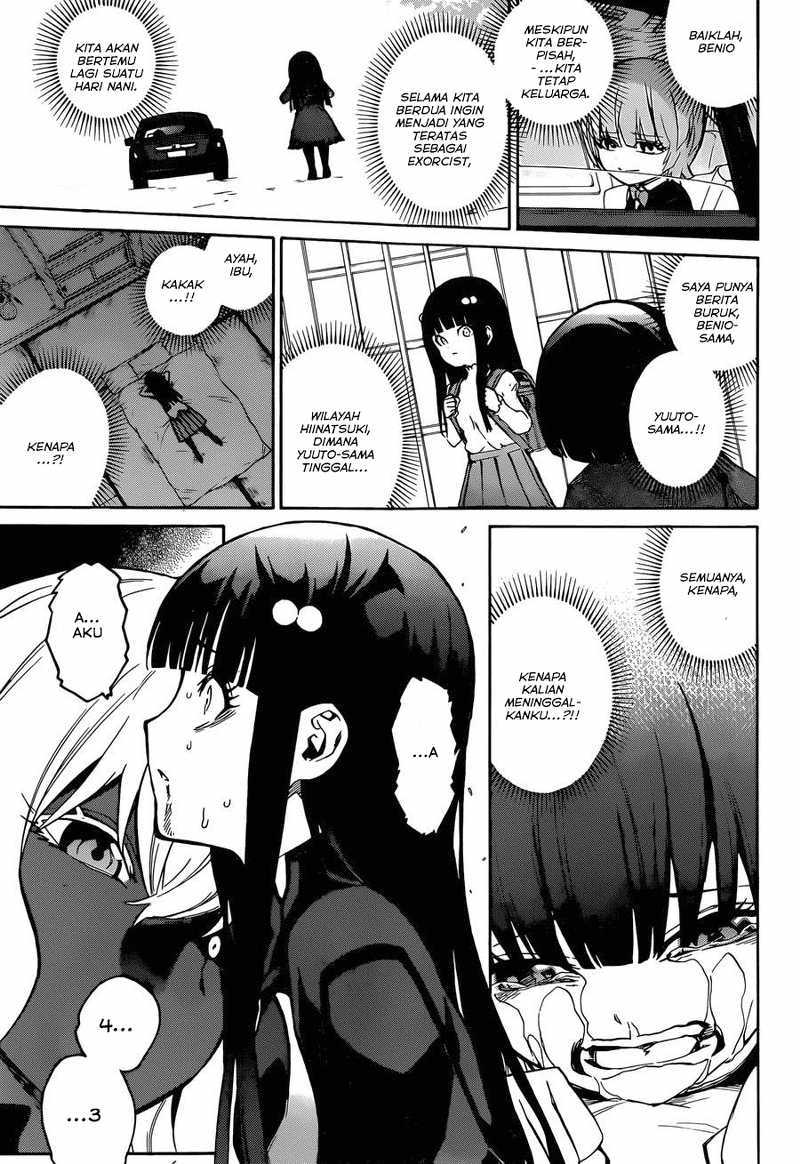 BAIKLAH,
BENIO
MESKIPUN
KITA BER-
PISAH,
- ...KITA
TETAP
KELUARGA.
SELAMA KITA
BERDUA INGIN
MENJADI YANG
TERATAS
SEBAGAI
EXORCIST,
KITA AKAN
BERTEMU
LAGI SUATU
HARI NANI.
SAYA PUNYA
BERITA
BURUK,
BENIO-
SAMA,
YUUTO-
SAMA...!!
WILAYAH
HIINATSUKI,
DIMANA
YUUTO-SAMA
TINGGAL...
AYAH,
IBU,
KAKAK
...!!
KENAPA
...?!
SEMUANYA,
KENAPA,
KENAPA
KALIAN
MENINGGAL-
KANKU...?!!
...A
A...
AKU
4...
...3